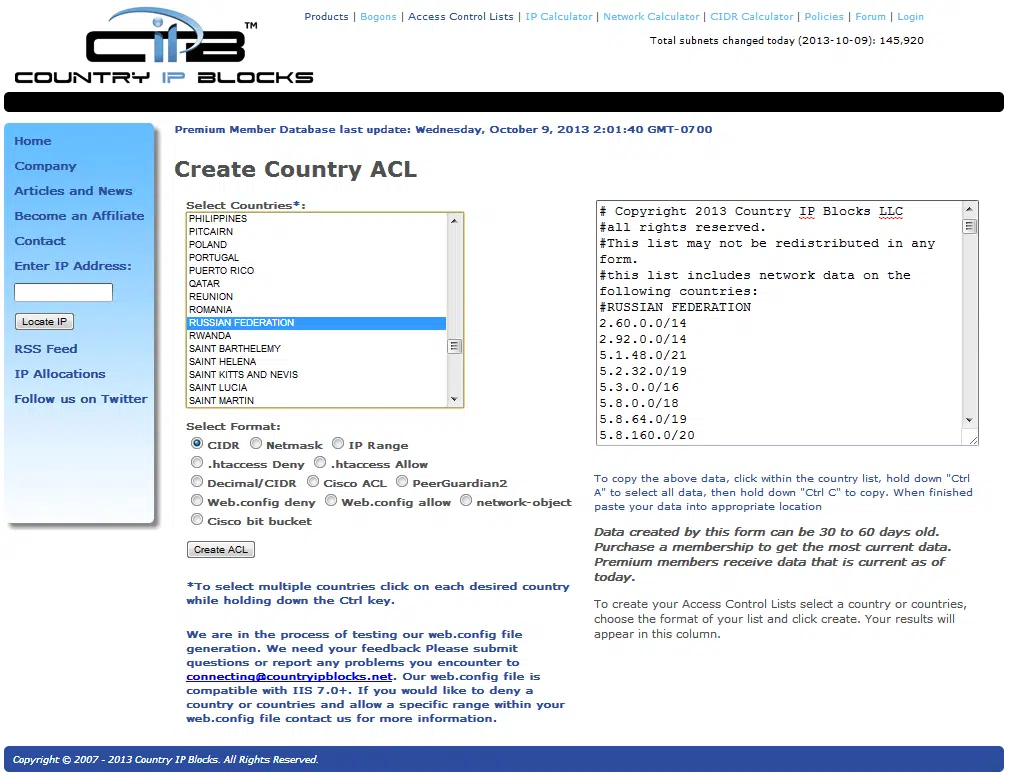 CIPB™
COUNTRY IP BLOCKS
Products | Bogons | Access Control Lists | IP Calculator | Network Calculator | CIDR Calculator | Policies | Forum | Login
Total subnets changed today (2013-10-09): 145,920
Home
Company
Articles and News
Become an Affiliate
Contact
Enter IP Address:
Locate IP
RSS Feed
IP Allocations
Follow us on Twitter
Premium Member Database last update: Wednesday, October 9, 2013 2:01:40 GMT-0700
Create Country ACL
Select Countries*:
PHILIPPINES
PITCAIRN
POLAND
PORTUGAL
PUERTO RICO
QATAR
REUNION
ROMANIA
RUSSIAN FEDERATION
RWANDA
SAINT BARTHELEMY
SAINT HELENA
SAINT KITTS AND NEVIS
SAINT LUCIA
SAINT MARTIN
Select Format:
CIDR Netmask IP Range
.htaccess Deny .htaccess Allow
Decimal/CIDR Cisco ACL PeerGuardian2
Web.config deny Web.config allow network-object
Cisco bit bucket
Create ACL
*To select multiple countries click on each desired country
while holding down the Ctrl key.
We are in the process of testing our web.config file
generation. We need your feedback Please submit
questions or report any problems you encounter to
connecting@countryipblocks.net. Our web.config file is
compatible with IIS 7.0+. If you would like to deny a
country or countries and allow a specific range within your
web.config file contact us for more information.
# Copyright 2013 Country IP Blocks LLC
#all rights reserved.
#This list may not be redistributed in any
form.
#this list includes network data on the
following countries:
#RUSSIAN FEDERATION
2.60.0.0/14
2.92.0.0/14
5.1.48.0/21
5.2.32.0/19
5.3.0.0/16
5.8.0.0/18
5.8.64.0/19
5.8.160.0/20
To copy the above data, click within the country list, hold down "Ctrl
A" to select all data, then hold down "Ctrl C" to copy. When finished
paste your data into appropriate location
Data created by this form can be 30 to 60 days old.
Purchase a membership to get the most current data.
Premium members receive data that is current as of
today.
To create your Access Control Lists select a country or countries,
choose the format of your list and click create. Your results will
appear in this column.
Copyright © 2007 - 2013 Country IP Blocks. All Rights Reserved.